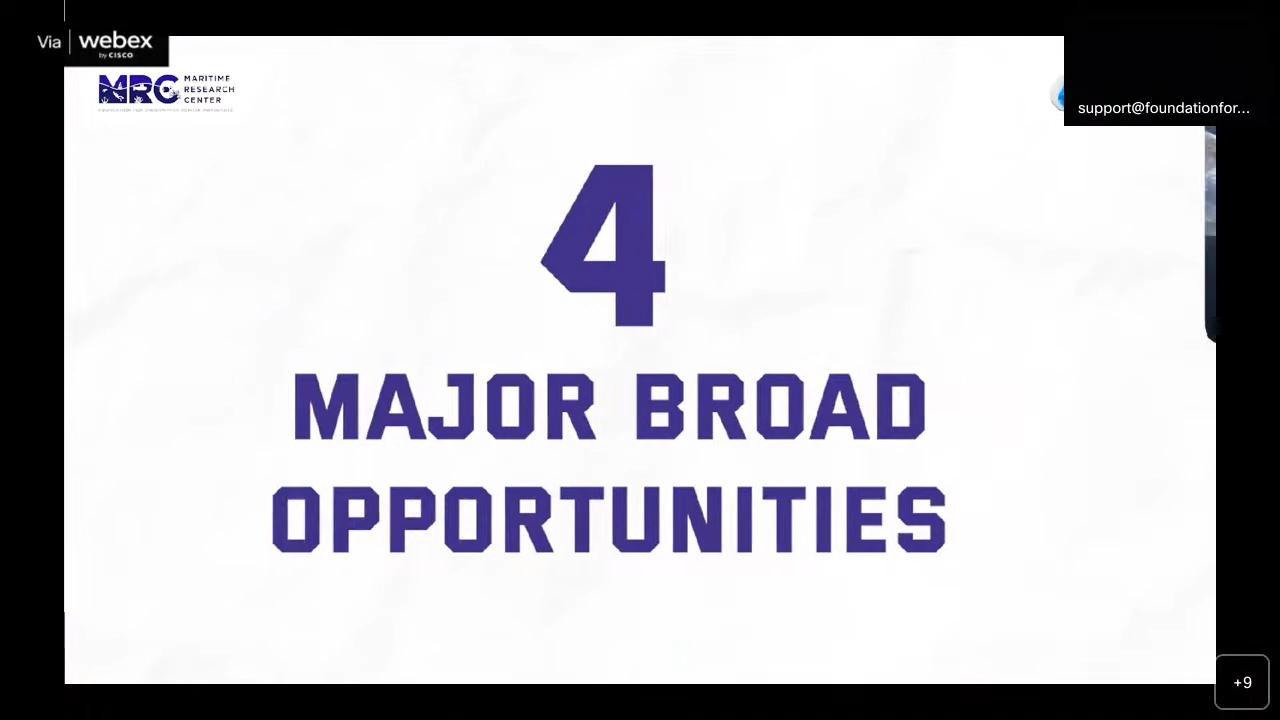 Via webex
by CISCO
MRC MARITIME
RESEARCH
CENTER
support@foundationfor...
4
MAJOR BROAD
OPPORTUNITIES
+9